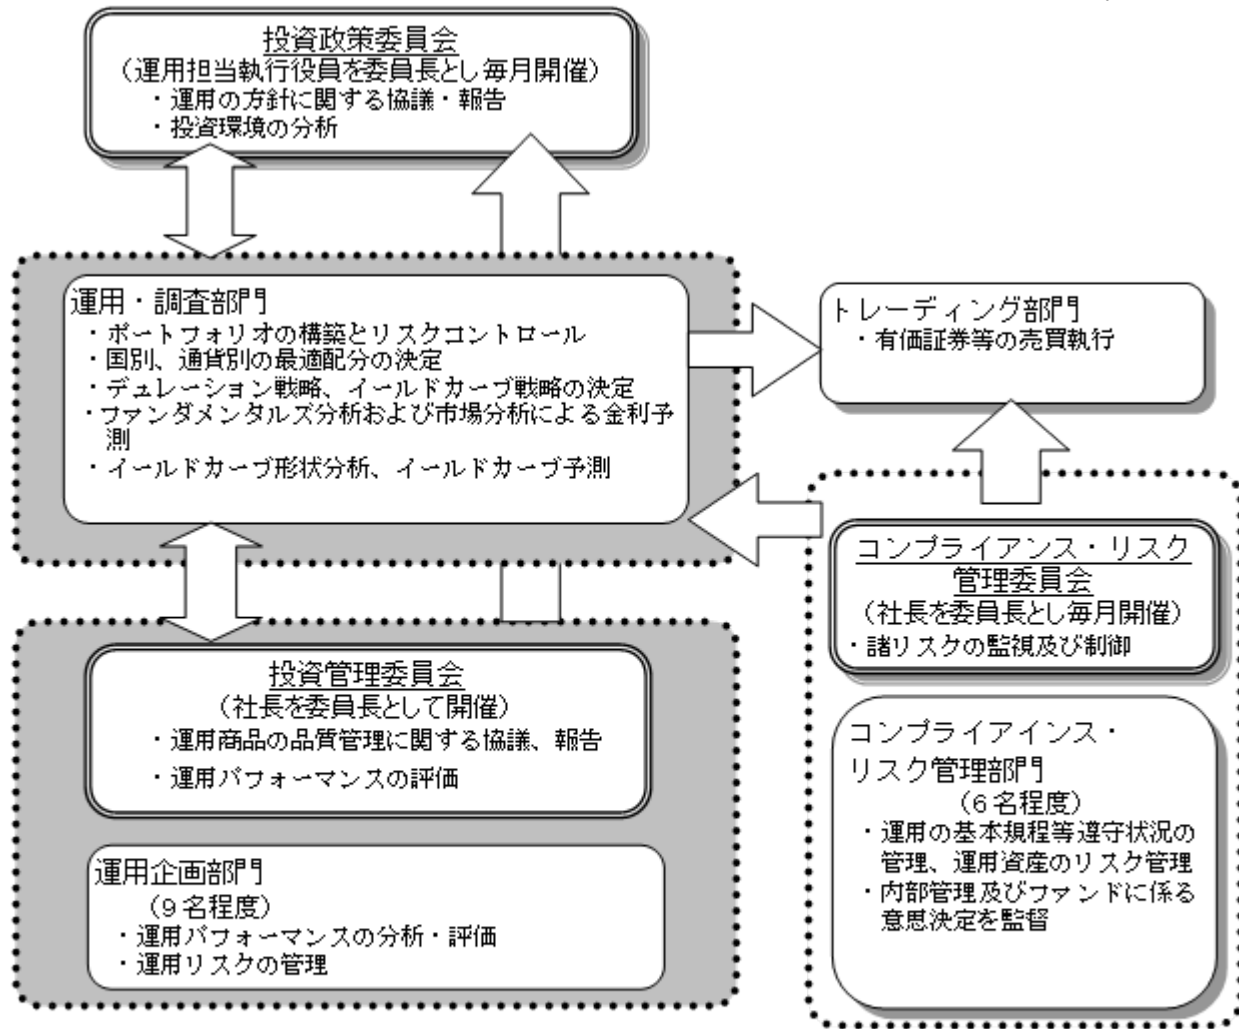 投資政策委員会
（運用担当執行役員を委員長とし毎月開催）
・運用の方針に関する協議・報告
・投資環境の分析
運用・調査部門
・ポートフォリオの構築とリスクコントロール
・国別、通貨別の最適配分の決定
・デュレーション戦略、イールドカーブ戦略の決定
・ファンダメンタルズ分析および市場分析による金利予
測
・イールドカーブ形状分析、イールドカーブ予測
トレーディング部門
・有価証券等の売買執行
コンプライアンス・リスク
管理委員会
（社長を委員長とし毎月開催）
・諸リスクの監視及び制御
投資管理委員会
（社長を委員長として開催）
・運用商品の品質管理に関する協議、報告
・運用パフォーマンスの評価
運用企画部門
（９名程度）
・運用パフォーマンスの分析・評価
・運用リスクの管理
コンプライアインス・
リスク管理部門
（６名程度）
・運用の基本規程等遵守状況の
管理、運用資産のリスク管理
・内部管理及びファンドに係る
意思決定を監督